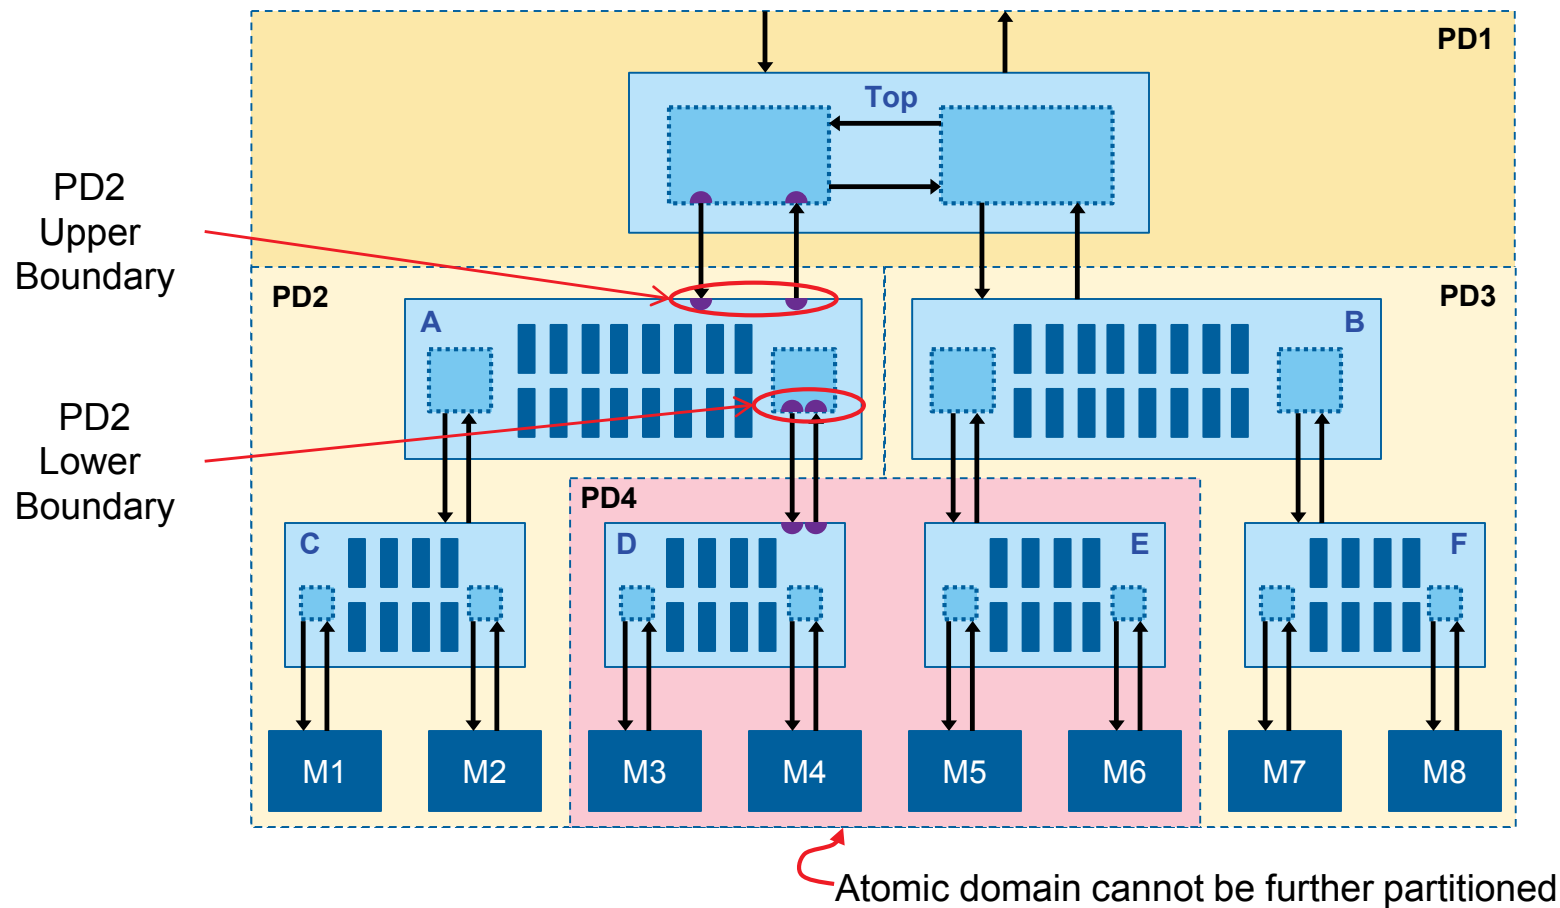 PD1
Top
PD2
Upper
Boundary
PD2
PD3
A
B
PD2
Lower
Boundary
PD4
C
D
E
F
M1
M2
M3
M4
M5
M6
M7
M8
Atomic domain cannot be further partitioned